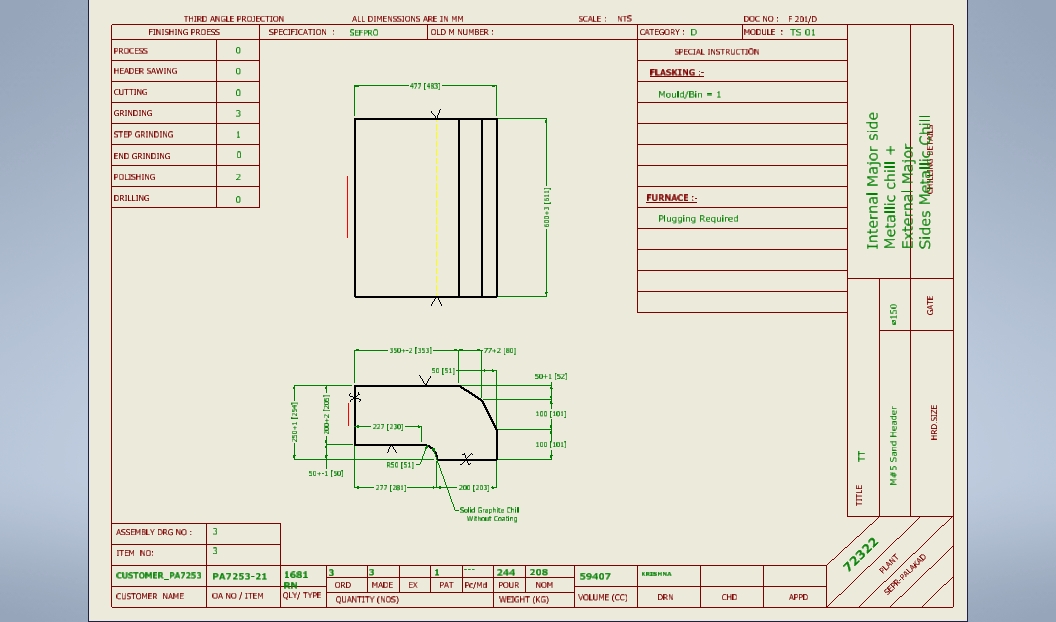 THIRD ANGLE PROJECTION ALL DIMENSSIONS ARE IN MM SCALE : NTS DOC NO : F 201/D
FINISHING PROESS SPECIFICATION : SEFPRO OLD M NUMBER : CATEGORY : D MODULE : TS 01
PROCESS 0
HEADER SAWING 0
CUTTING 0
GRINDING 3
STEP GRINDING 1
END GRINDING 0
POLISHING 2
DRILLING 0
SPECIAL INSTRUCTION
FLASKING :-
Mould/Bin = 1
FURNACE :-
Plugging Required
477 [483]
600+3 [611]
Internal Major side
Metallic chill +
External Major
Sides Metallic Chill
CHILLING DETAILS
ø150
GATE
TITLE TT
M#5 Sand Header
HRD SIZE
350+-2 [353]
77+2 [80]
50 [51]
50+1 [52]
100 [101]
100 [101]
250+1 [254]
200+2 [205]
227 [230]
50+-1 [50]
R50 [51]
277 [281]
200 [203]
Solid Graphite Chill
Without Coating
ASSEMBLY DRG NO : 3
ITEM NO: 3
CUSTOMER_PA7253 PA7253-21 1681 RN 3 3 1 --- 244 208 59407 KRISHNA
ORD MADE EX PAT Pc/Md POUR NOM
CUSTOMER NAME OA NO / ITEM QLY/ TYPE QUANTITY (NOS) WEIGHT (KG) VOLUME (CC) DRN CHD APPD
72322
PLANT
SEPR-PALAKAD